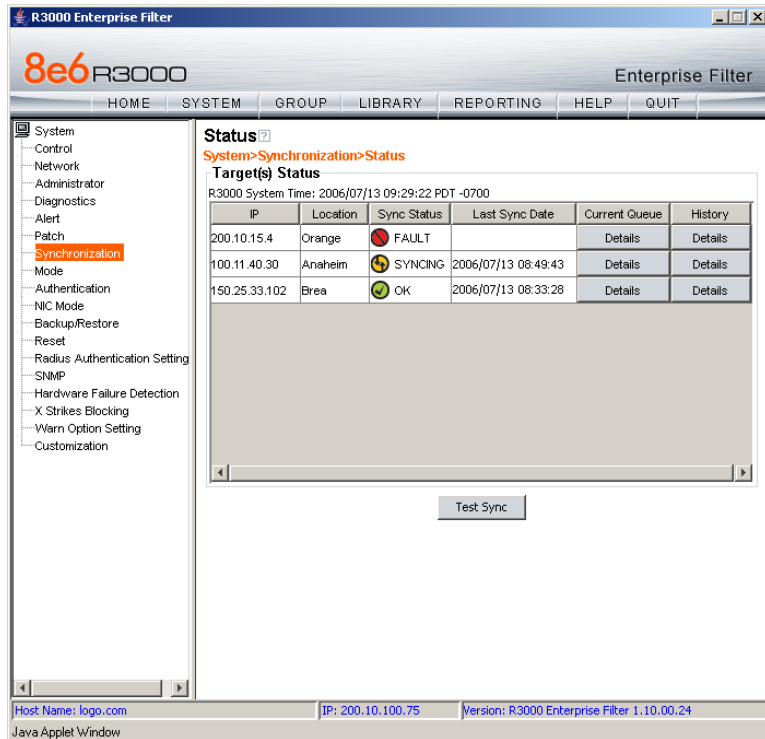 R3000 Enterprise Filter
8e6 R3000
Enterprise Filter
HOME SYSTEM GROUP LIBRARY REPORTING HELP QUIT
System
Control
Network
Administrator
Diagnostics
Alert
Patch
Synchronization
Mode
Authentication
NIC Mode
Backup/Restore
Reset
Radius Authentication Setting
SNMP
Hardware Failure Detection
X Strikes Blocking
Warn Option Setting
Customization
Status ?
System>Synchronization>Status
Target(s) Status
R3000 System Time: 2006/07/13 09:29:22 PDT -0700
IP Location Sync Status Last Sync Date Current Queue History
200.10.15.4 Orange FAULT Details Details
100.11.40.30 Anaheim SYNCING 2006/07/13 08:49:43 Details Details
150.25.33.102 Brea OK 2006/07/13 08:33:28 Details Details
Test Sync
Host Name: logo.com IP: 200.10.100.75 Version: R3000 Enterprise Filter 1.10.00.24
Java Applet Window